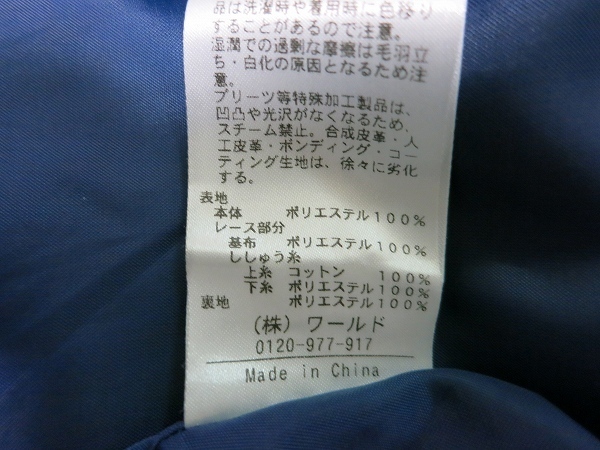 品は洗濯時や着用時に色移り
することがあるので注意。
湿潤での過剰な摩擦は毛羽立
ち・白化の原因となるため注
意。
プリーツ等特殊加工製品は、
凹凸や光沢がなくなるため、
スチーム禁止。合成皮革・人
工皮革・ボンディング・コー
ティング生地は、徐々に劣化
する。
表地
本体 ポリエステル100%
レース部分
基布 ポリエステル100%
ししゅう糸
上糸 コットン 100%
下糸 ポリエステル100%
裏地 ポリエステル100%
(株) ワールド
0120-977-917
Made in China